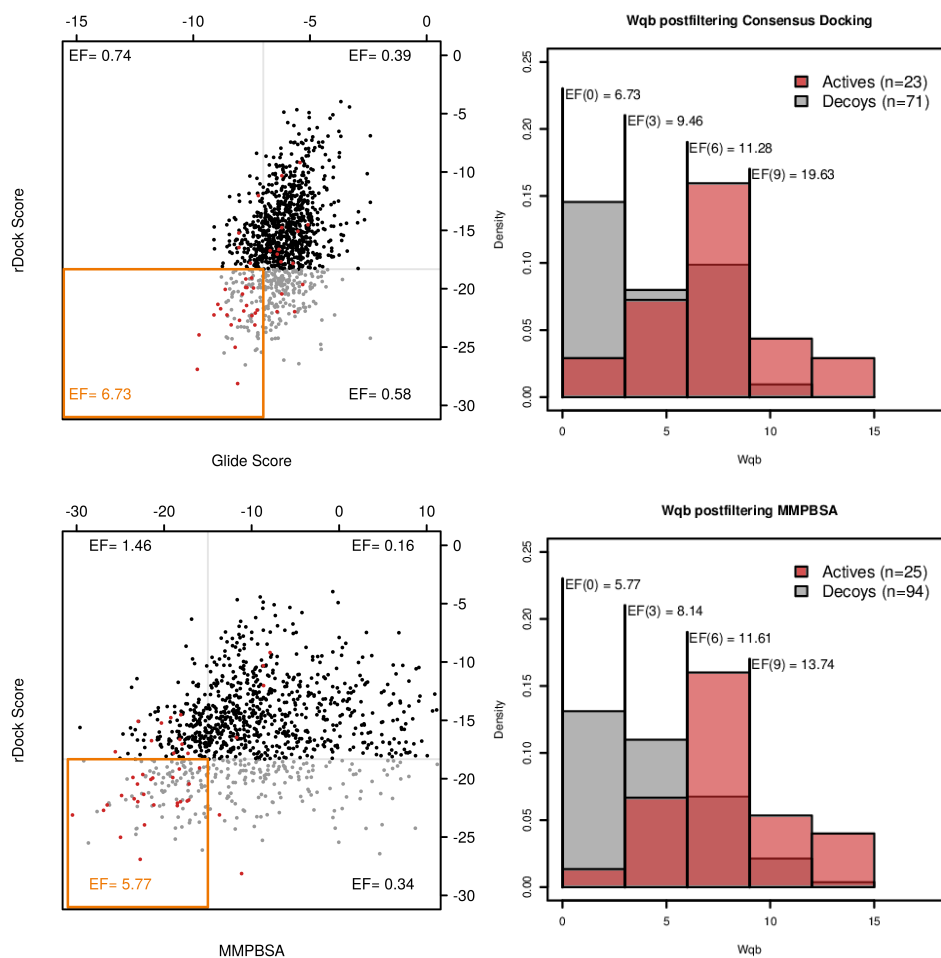 -15 -10 -5 0
EF= 0.74
EF= 0.39
EF= 6.73
EF= 0.58
0
-5
-10
-15
-20
-25
-30
rDock Score
Glide Score
Wqb postfiltering Consensus Docking
Actives (n=23)
Decoys (n=71)
EF(0) = 6.73
EF(3) = 9.46
EF(6) = 11.28
EF(9) = 19.63
0.25
0.20
0.15
0.10
0.05
0.00
Density
0 5 10 15
Wqb
-30 -20 -10 0 10
EF= 1.46
EF= 0.16
EF= 5.77
EF= 0.34
0
-5
-10
-15
-20
-25
-30
rDock Score
MMPBSA
Wqb postfiltering MMPBSA
Actives (n=25)
Decoys (n=94)
EF(0) = 5.77
EF(3) = 8.14
EF(6) = 11.61
EF(9) = 13.74
0.25
0.20
0.15
0.10
0.05
0.00
Density
0 5 10 15
Wqb